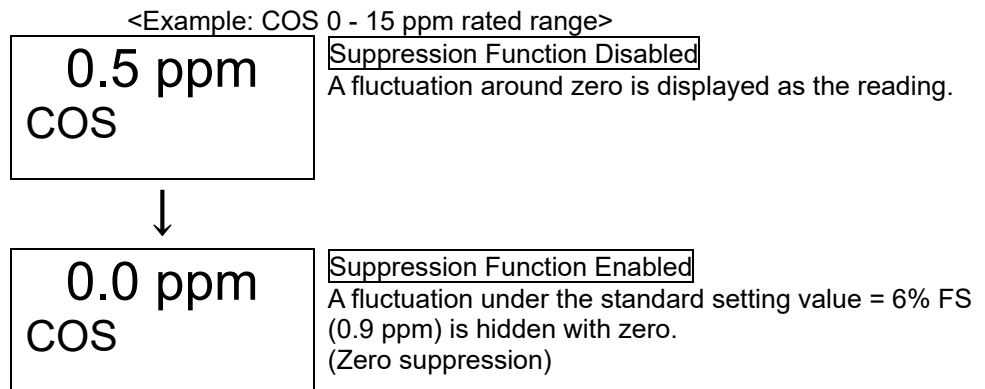 <Example: COS 0 - 15 ppm rated range>
0.5 ppm
COS
Suppression Function Disabled
A fluctuation around zero is displayed as the reading.
↓
0.0 ppm
COS
Suppression Function Enabled
A fluctuation under the standard setting value = 6% FS
(0.9 ppm) is hidden with zero.
(Zero suppression)